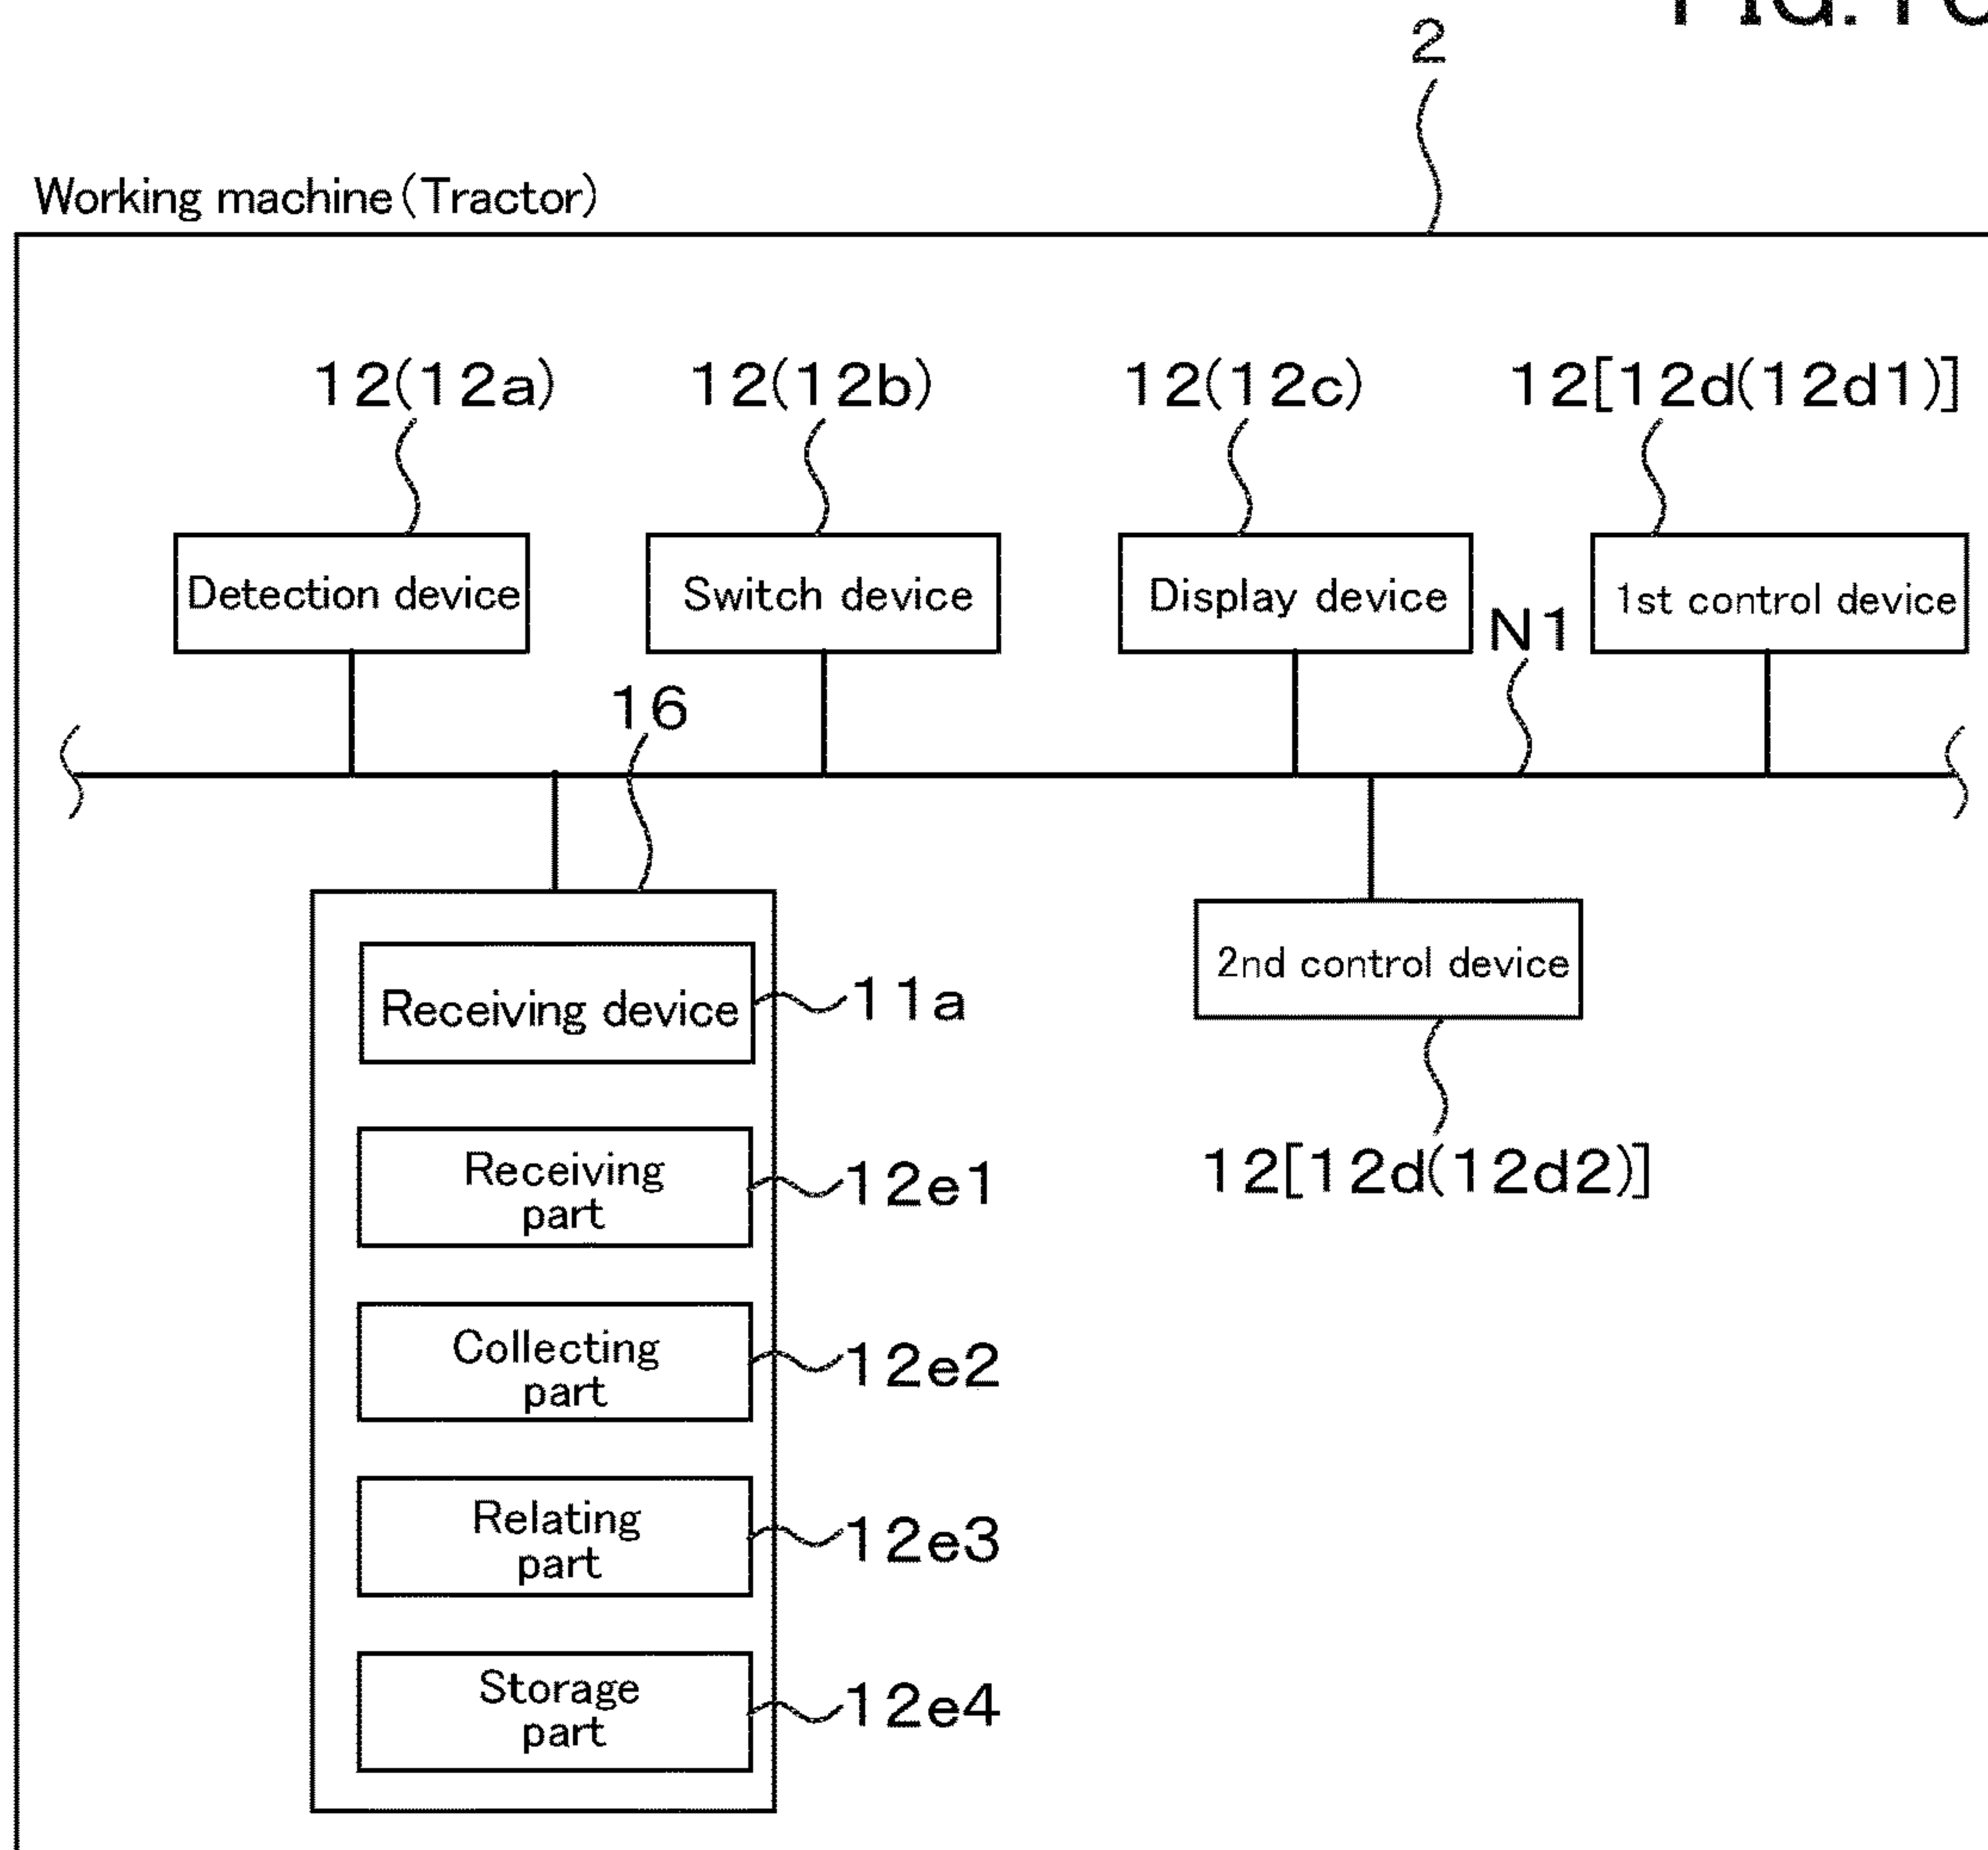 2
Working machine(Tractor)
12(12a)
12(12b)
12(12c)
12[12d(12d1)]
Detection device
Switch device
Display device
1st control device
N1
16
Receiving device
11a
2nd control device
12[12d(12d2)]
Receiving
part
12e1
Collecting
part
12e2
Relating
part
12e3
Storage
part
12e4